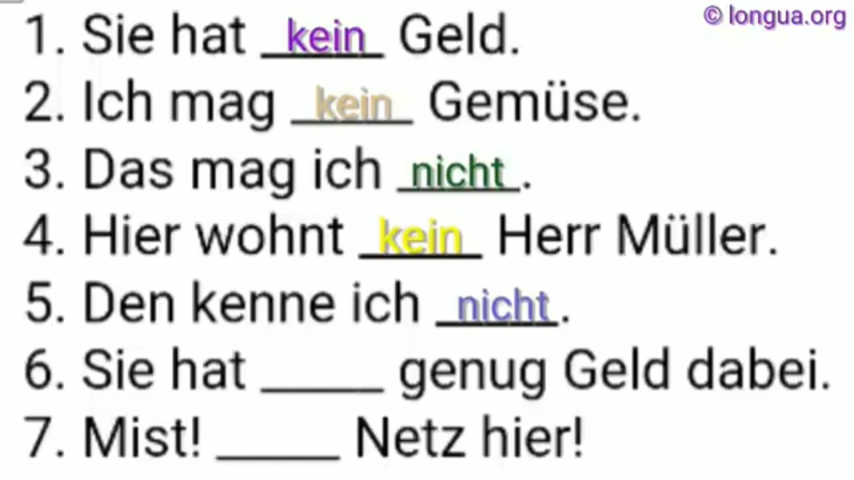 © longua.org
1. Sie hat kein Geld.
2. Ich mag kein Gemüse.
3. Das mag ich nicht.
4. Hier wohnt kein Herr Müller.
5. Den kenne ich nicht.
6. Sie hat _____ genug Geld dabei.
7. Mist! _____ Netz hier!